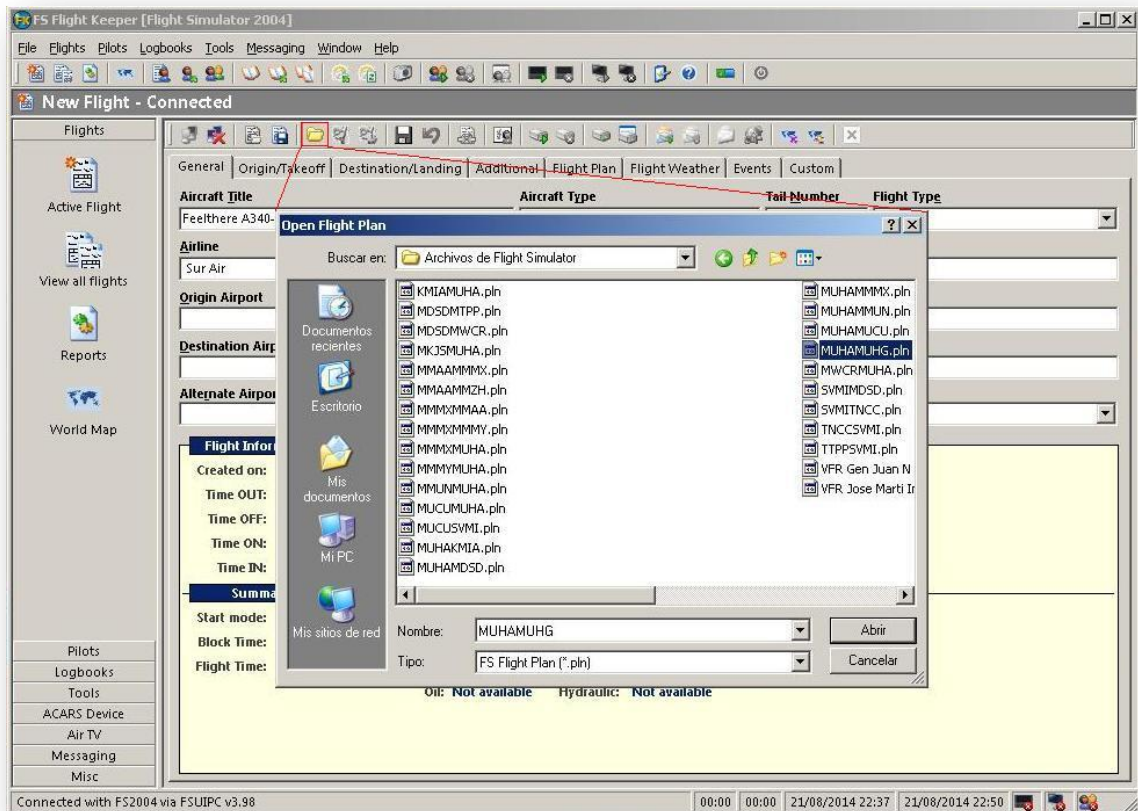 FS Flight Keeper [Flight Simulator 2004]
File Flights Pilots Logbooks Tools Messaging Window Help
New Flight - Connected
Flights
Active Flight
View all flights
Reports
World Map
Pilots
Logbooks
Tools
ACARS Device
Air TV
Messaging
Misc
General Origin/Takeoff Destination/Landing Additional Flight Plan Flight Weather Events Custom
Aircraft Title Aircraft Type Tail Number Flight Type
Feelthere A340-
Airline
Sur Air
Origin Airport
Destination Airp
Alternate Airpor
Flight Infor
Created on:
Time OUT:
Time OFF:
Time ON:
Time IN:
Summa
Start mode:
Block Time:
Flight Time:
Oil: Not available Hydraulic: Not available
Open Flight Plan
Buscar en: Archivos de Flight Simulator
Documentos recientes
Escritorio
Mis documentos
Mi PC
Mis sitios de red
KMIAMUHA.pln
MDSDMTPP.pln
MDSDMWCR.pln
MKJSMUHA.pln
MMAAMMMX.pln
MMAAMMZH.pln
MMMXMMAA.pln
MMMXMMMY.pln
MMMXMUHA.pln
MMMYMUHA.pln
MMUNMUHA.pln
MUCUMUHA.pln
MUCUSVMI.pln
MUHAKMIA.pln
MUHAMDSD.pln
MUHAMMMX.pln
MUHAMMUN.pln
MUHAMUCU.pln
MUHAMUHG.pln
MWCRMUHA.pln
SVMIMDSD.pln
SVMITNCC.pln
TNCCSVMI.pln
TTPPSVMI.pln
VFR Gen Juan N
VFR Jose Marti Ir
Nombre: MUHAMUHG Abrir
Tipo: FS Flight Plan (*.pln) Cancelar
Connected with FS2004 via FSUIPC v3.98 00:00 00:00 21/08/2014 22:37 21/08/2014 22:50